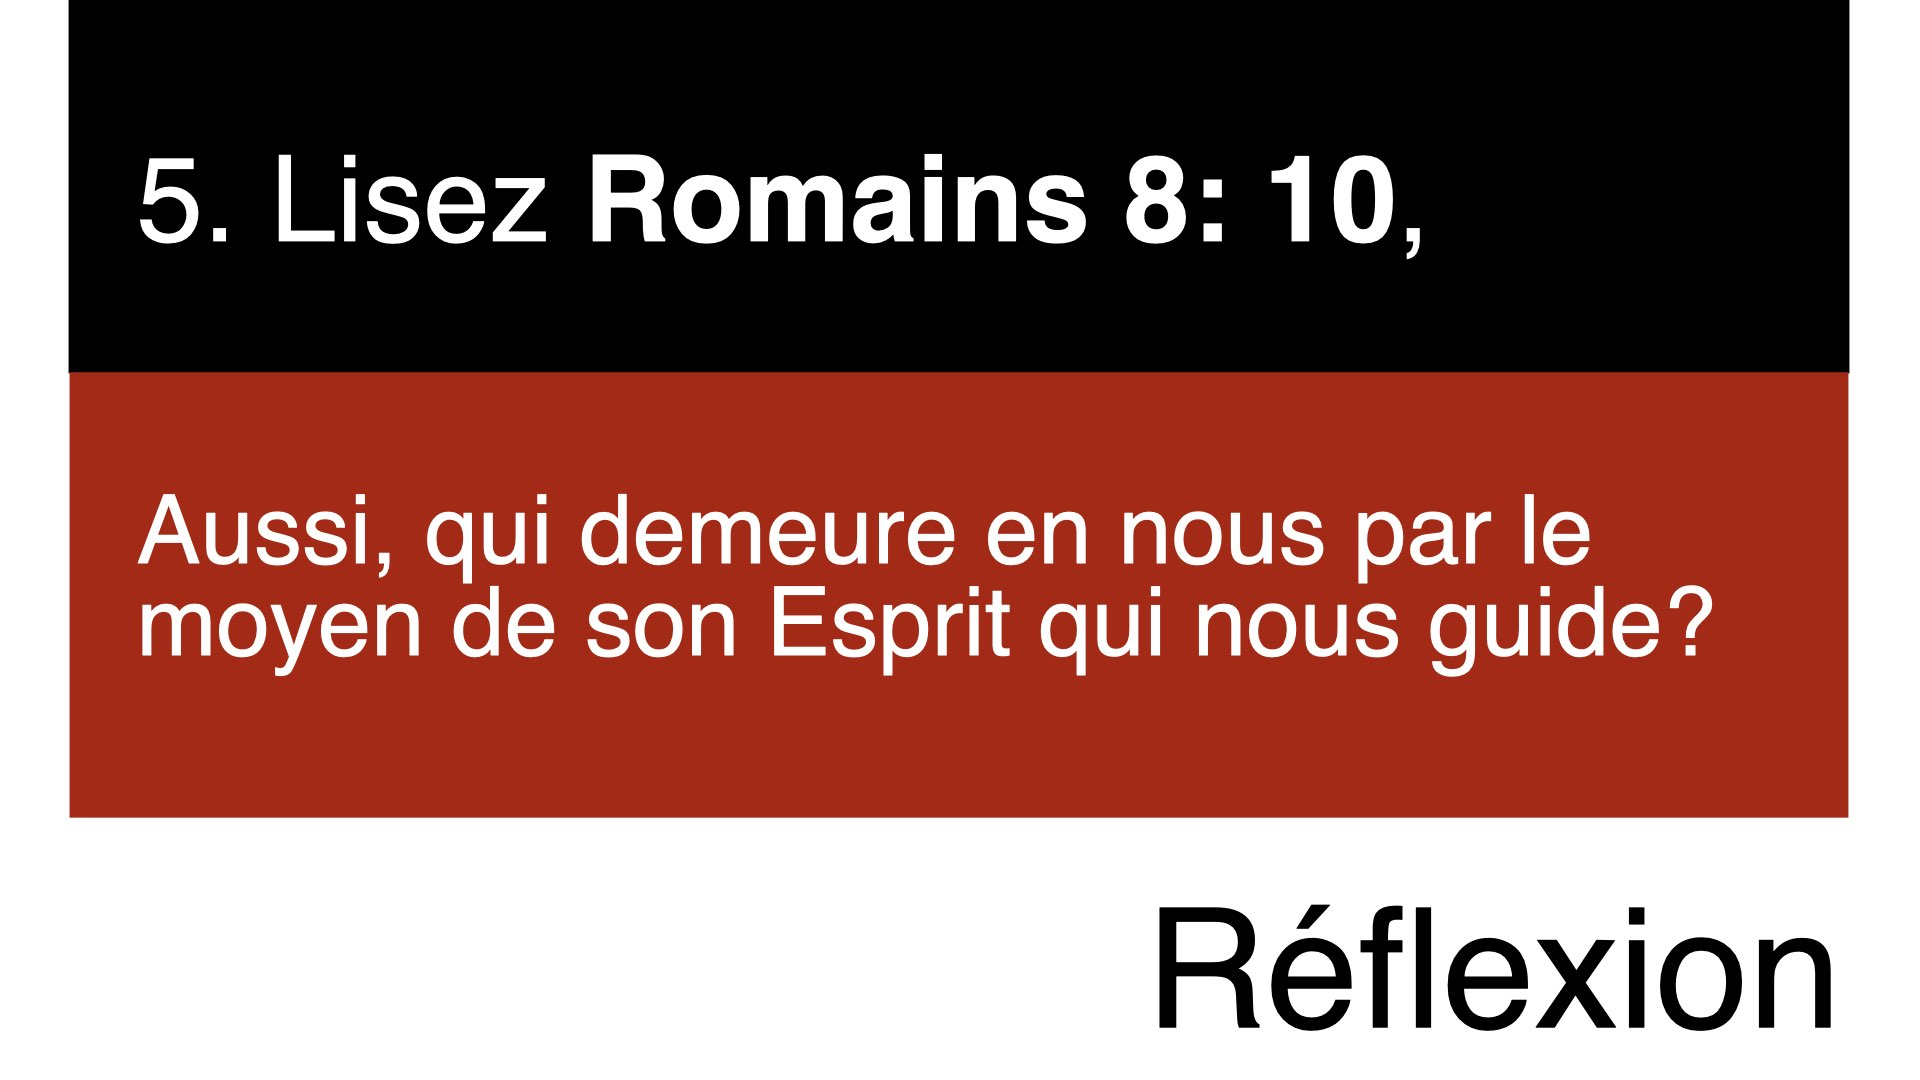 5. Lisez Romains 8: 10,
Aussi, qui demeure en nous par le
moyen de son Esprit qui nous guide?
Réflexion